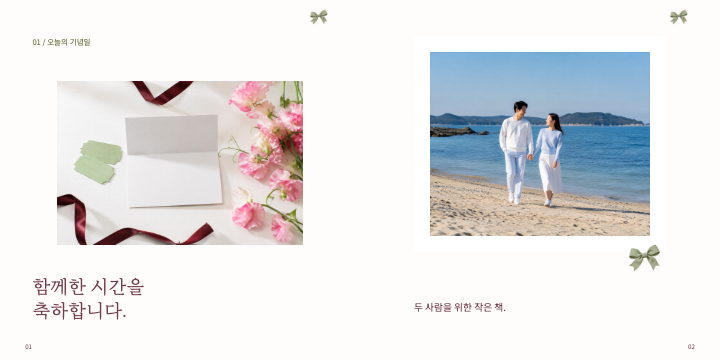 01 / 오늘의 기념일
함께한 시간을
축하합니다.
01
두 사람을 위한 작은 책.
02